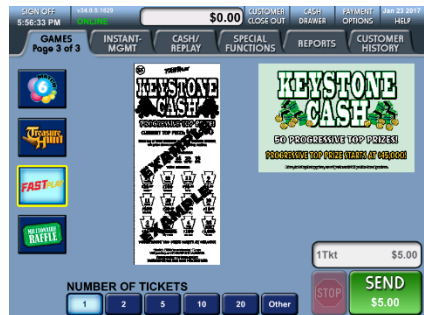 SIGN OFF
5:56:33 PM
v34.0.5.1029
ONLINE
$0.00
CUSTOMER CLOSE OUT
CASH DRAWER
PAYMENT OPTIONS
Jan 23 2017
HELP
GAMES
Page 3 of 3
INSTANT-
MGMT
CASH/
REPLAY
SPECIAL
FUNCTIONS
REPORTS
CUSTOMER
HISTORY
6
Treasure
Hunt
FAST PLAY
MILLIONAIRE
RAFFLE
KEYSTONE
CASH
EXAMPLE
EXAMPLE
KEYSTONE
CASH
50 PROGRESSIVE TOP PRIZES!
PROGRESSIVE TOP PRIZE STARTS AT $15,000!
1Tkt $5.00
NUMBER OF TICKETS
1 2 5 10 20 Other
STOP
SEND
$5.00